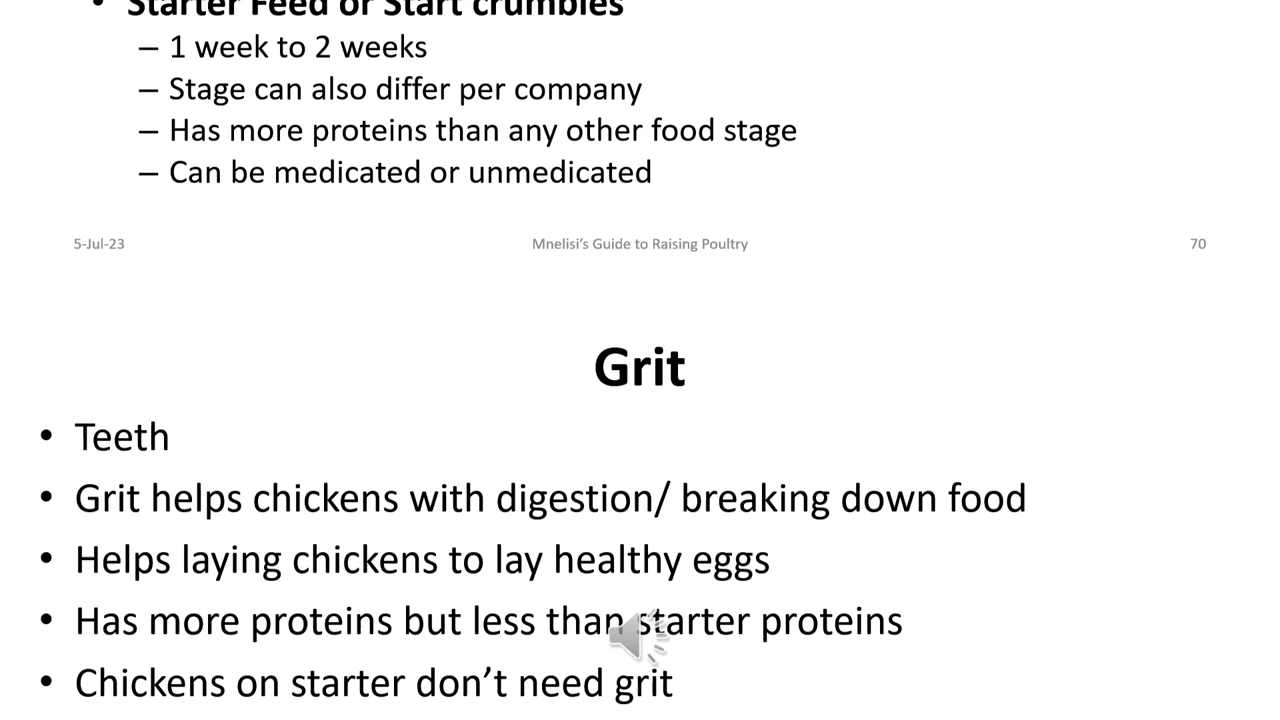 • Starter Feed or Start crumbles
– 1 week to 2 weeks
– Stage can also differ per company
– Has more proteins than any other food stage
– Can be medicated or unmedicated
5-Jul-23 Mnelisi’s Guide to Raising Poultry 70
Grit
• Teeth
• Grit helps chickens with digestion/ breaking down food
• Helps laying chickens to lay healthy eggs
• Has more proteins but less than starter proteins
• Chickens on starter don’t need grit